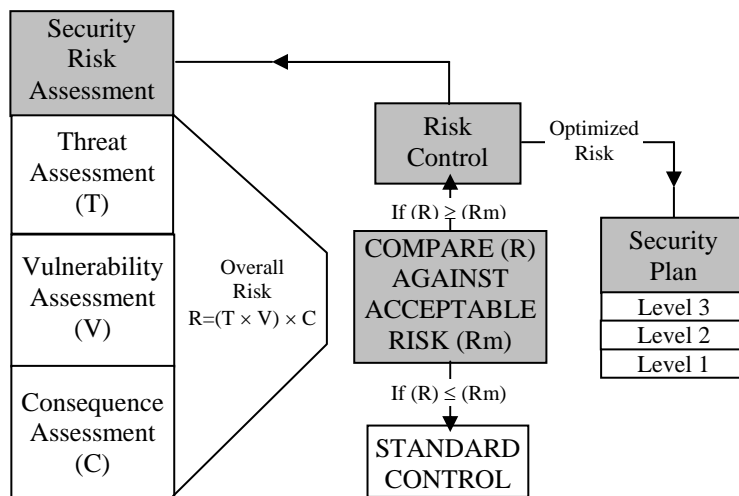 Security
Risk
Assessment
Threat
Assessment
(T)
Vulnerability
Assessment
(V)
Consequence
Assessment
(C)
Overall
Risk
R=(T × V) × C
Risk
Control
Optimized
Risk
If (R) ≥ (Rm)
COMPARE (R)
AGAINST
ACCEPTABLE
RISK (Rm)
If (R) ≤ (Rm)
STANDARD
CONTROL
Security
Plan
Level 3
Level 2
Level 1